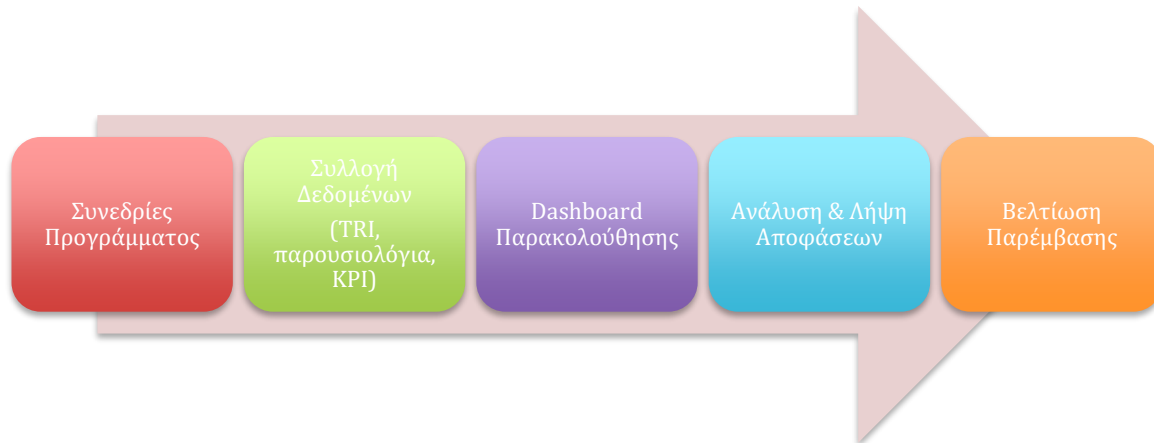 Συνεδρίες
Προγράμματος
Συλλογή
Δεδομένων
(TRI,
παρουσιολόγια,
KPI)
Dashboard
Παρακολούθησης
Ανάλυση & Λήψη
Αποφάσεων
Βελτίωση
Παρέμβασης